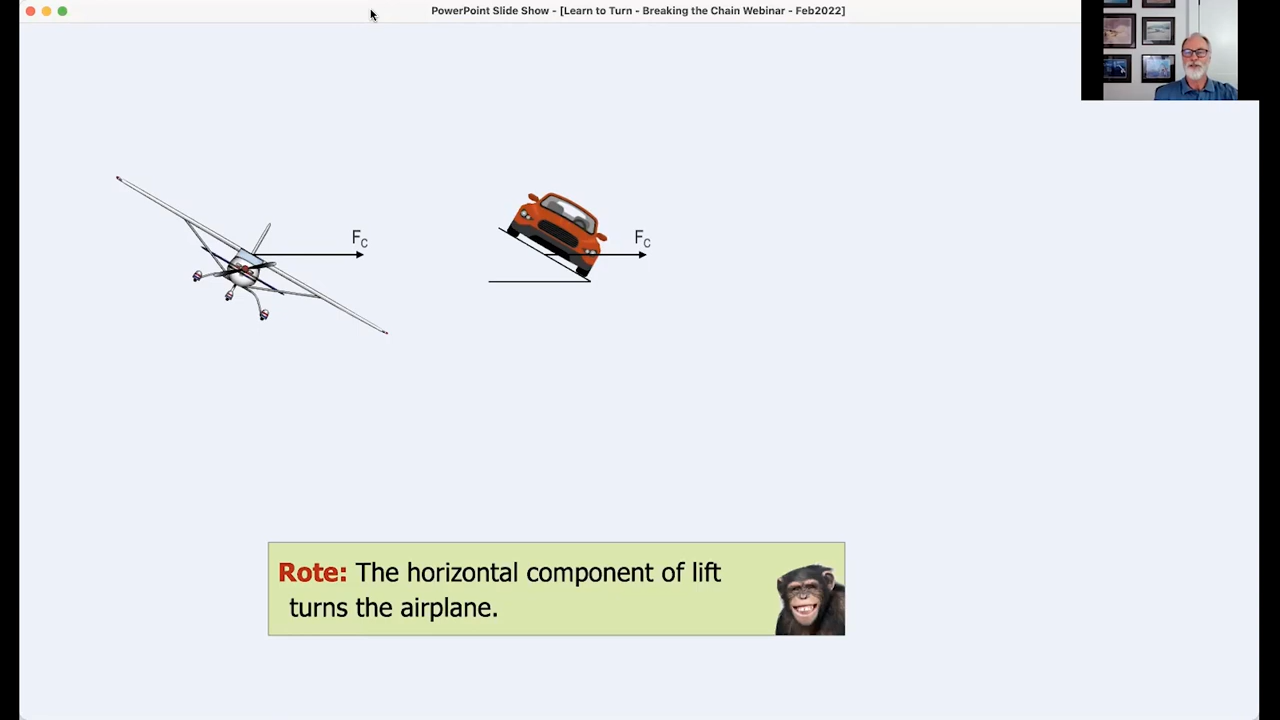 PowerPoint Slide Show - [Learn to Turn - Breaking the Chain Webinar - Feb2022]
FC
FC
Rote: The horizontal component of lift
turns the airplane.